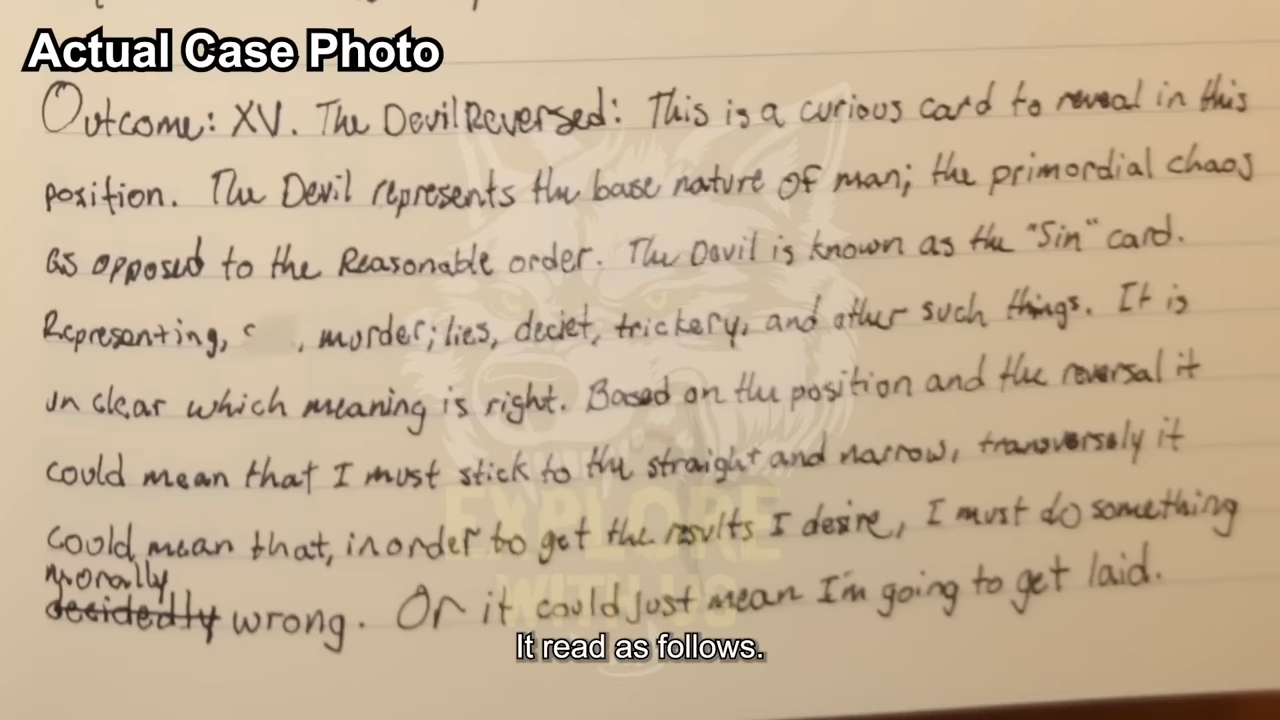 Actual Case Photo
Outcome: XV. The Devil Reversed: This is a curious card to reveal in this
position. The Devil represents the base nature of man; the primordial chaos
as opposed to the Reasonable order. The Devil is known as the "Sin" card.
Representing, , murder; lies, deciet, trickery, and other such things. It is
unclear which meaning is right. Based on the position and the reversal it
could mean that I must stick to the straight and narrow, transversely it
could mean that, in order to get the results I desire, I must do something
morally
decidedly wrong. Or it could just mean I'm going to get laid.
EXPLORE
WITH US
It read as follows.